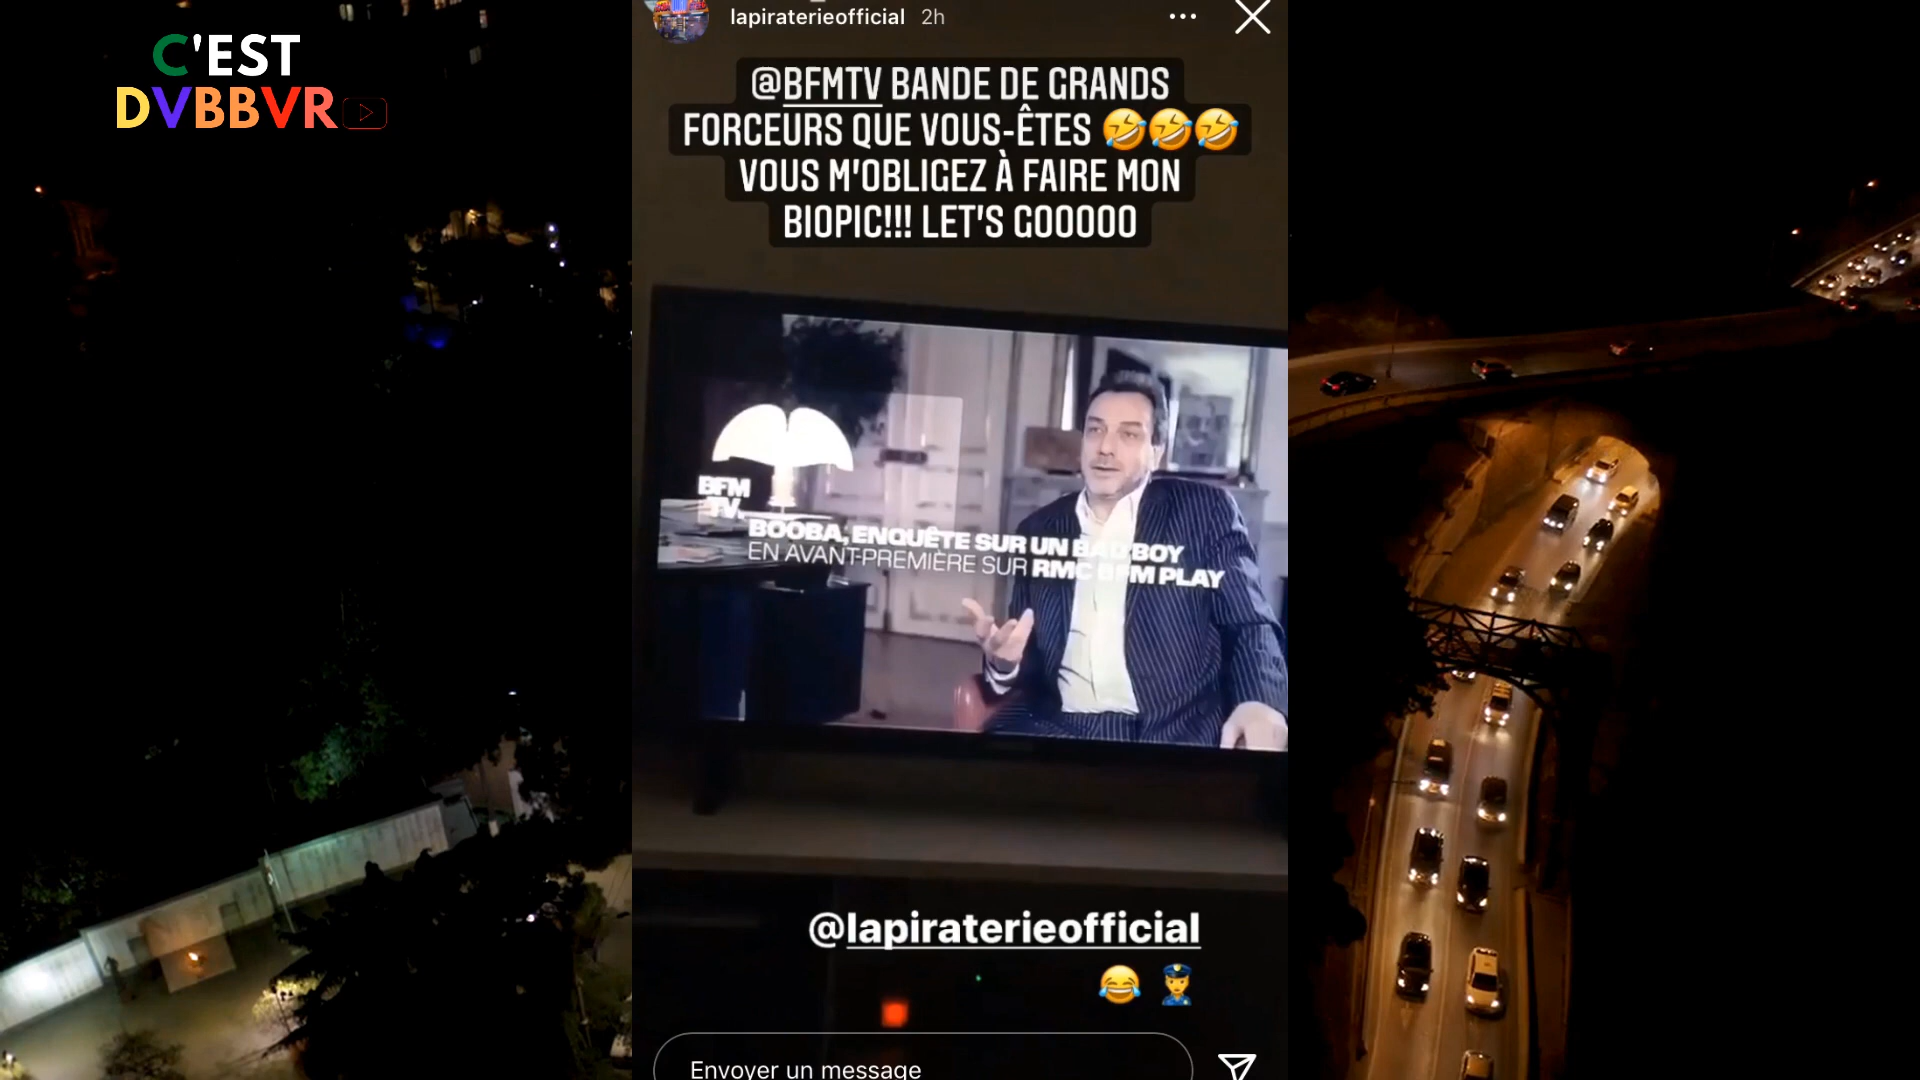 C'EST
DVBBVR
lapiraterieofficial 2h
@BFMTV BANDE DE GRANDS
FORCEURS QUE VOUS-ÊTES 🤣🤣🤣
VOUS M'OBLIGEZ À FAIRE MON
BIOPIC!!! LET'S GOOOOO
BFM
TV.
BOOBA, ENQUÊTE SUR UN BAD BOY
EN AVANT-PREMIÈRE SUR RMC BFM PLAY
@lapiraterieofficial
😂 👮
Envoyer un message